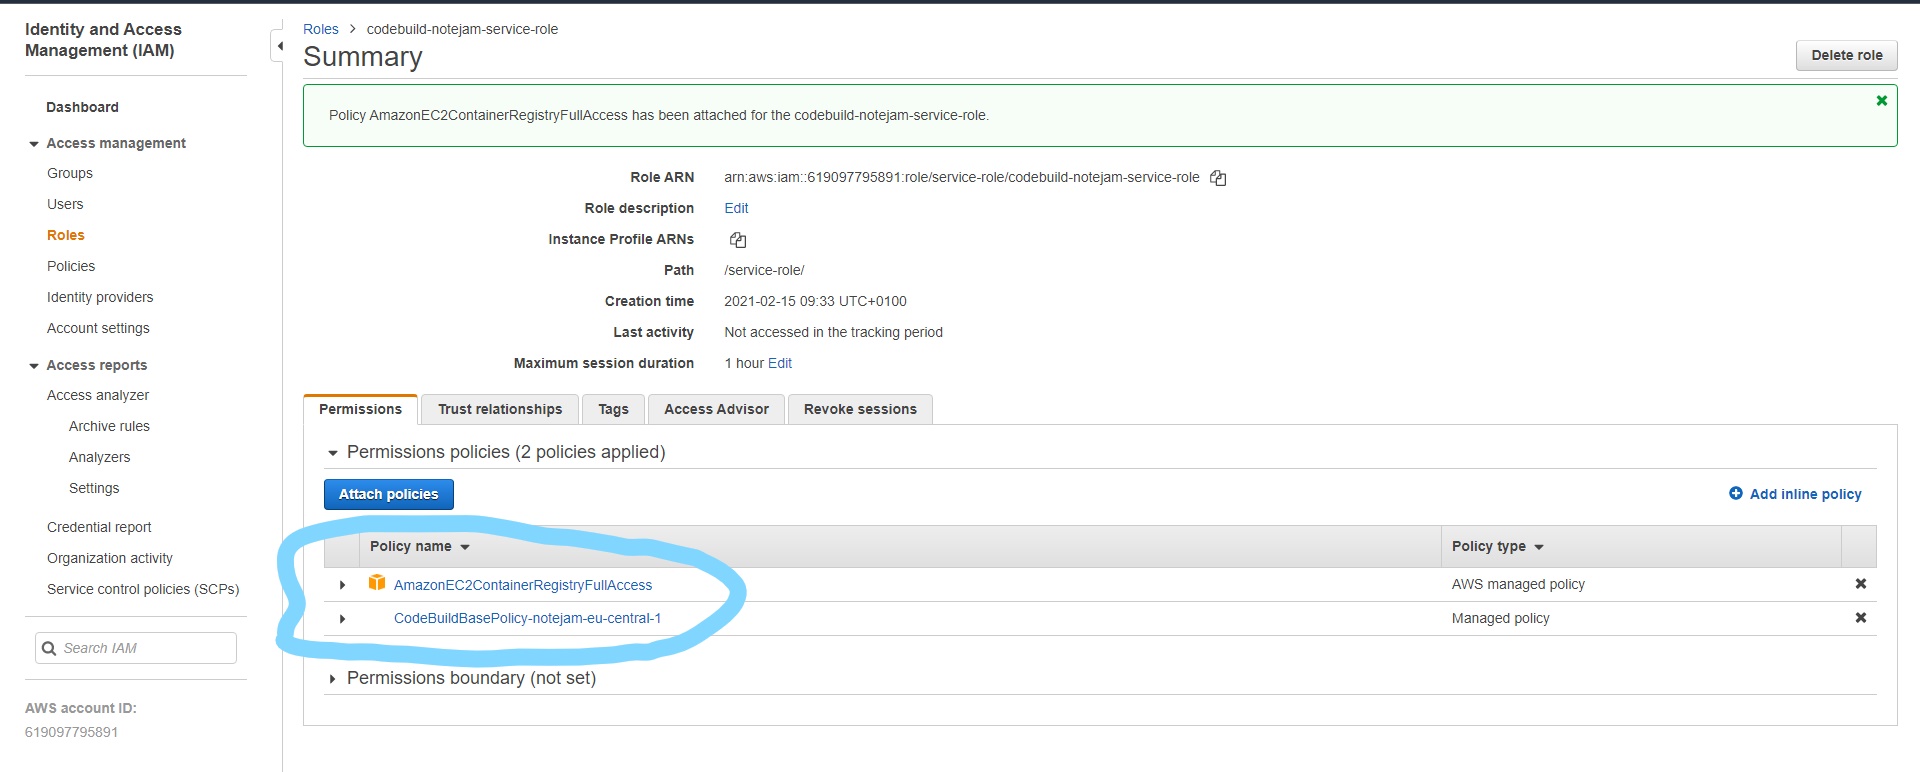 Identity and Access
Management (IAM)
Dashboard
Access management
Groups
Users
Roles
Policies
Identity providers
Account settings
Access reports
Access analyzer
Archive rules
Analyzers
Settings
Credential report
Organization activity
Service control policies (SCPs)
Search IAM
AWS account ID:
619097795891
Roles > codebuild-notejam-service-role
Summary
Delete role
Policy AmazonEC2ContainerRegistryFullAccess has been attached for the codebuild-notejam-service-role.
Role ARN arn:aws:iam::619097795891:role/service-role/codebuild-notejam-service-role
Role description Edit
Instance Profile ARNs
Path /service-role/
Creation time 2021-02-15 09:33 UTC+0100
Last activity Not accessed in the tracking period
Maximum session duration 1 hour Edit
Permissions Trust relationships Tags Access Advisor Revoke sessions
Permissions policies (2 policies applied)
Attach policies Add inline policy
Policy name Policy type
AmazonEC2ContainerRegistryFullAccess AWS managed policy
CodeBuildBasePolicy-notejam-eu-central-1 Managed policy
Permissions boundary (not set)